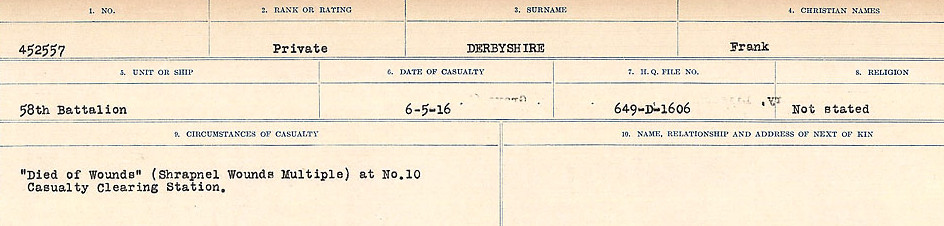 1. NO. 2. RANK OR RATING 3. SURNAME 4. CHRISTIAN NAMES
452557 Private DERBYSHIRE Frank
5. UNIT OR SHIP 6. DATE OF CASUALTY 7. H. Q. FILE NO. 8. RELIGION
58th Battalion 6-5-16 649-D-1606 Not stated
9. CIRCUMSTANCES OF CASUALTY 10. NAME, RELATIONSHIP AND ADDRESS OF NEXT OF KIN
"Died of Wounds" (Shrapnel Wounds Multiple) at No.10
Casualty Clearing Station.